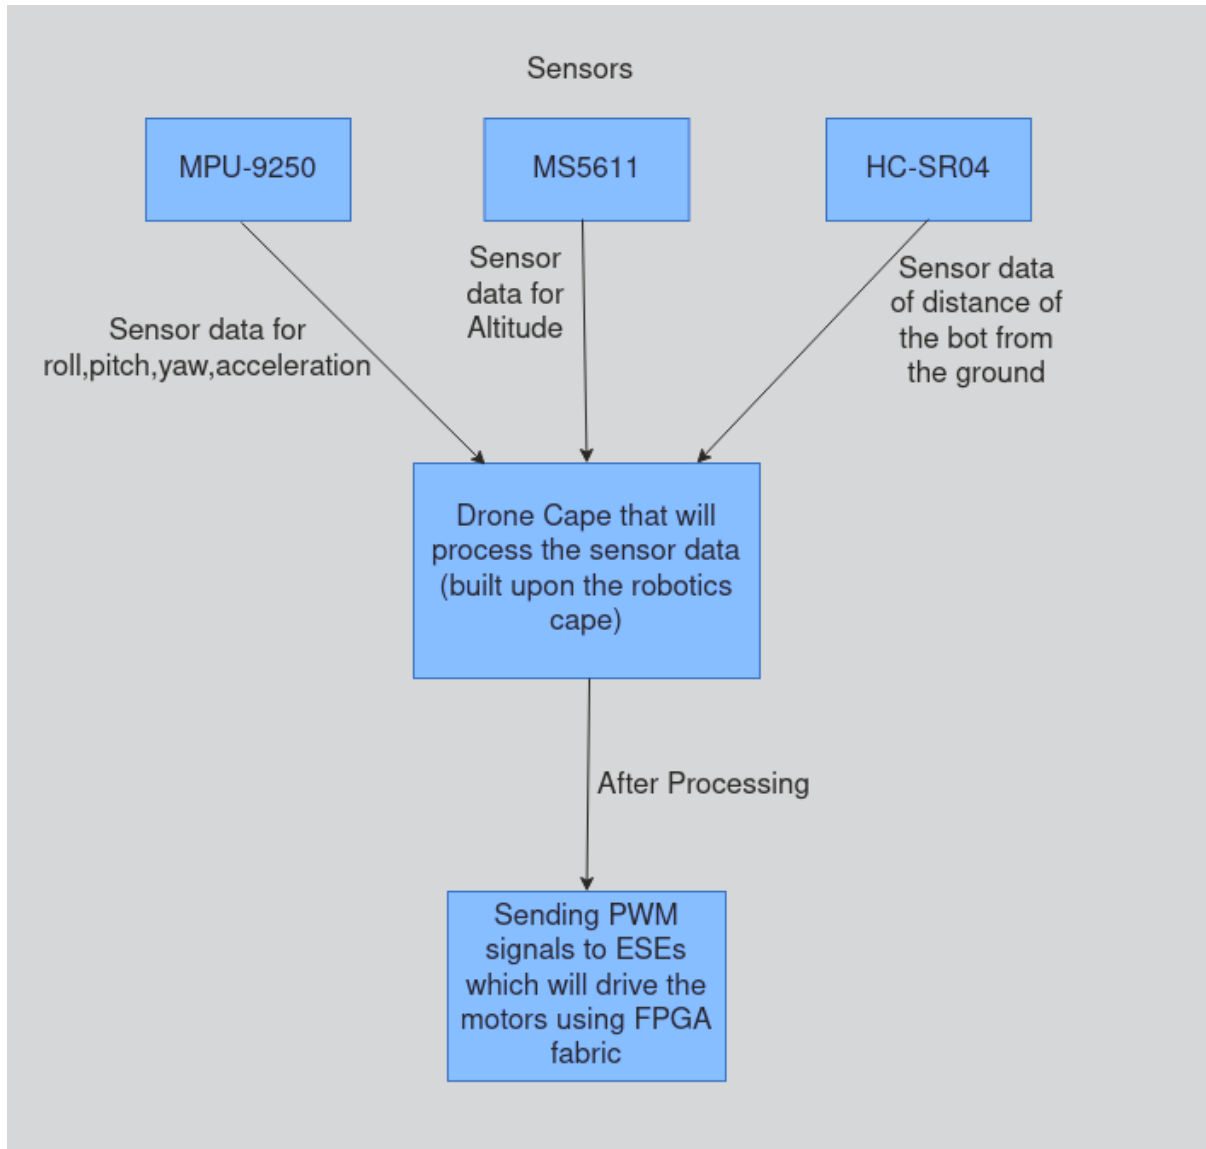 Sensors
MPU-9250
MS5611
HC-SR04
Sensor
data for
Altitude
Sensor data
of distance of
the bot from
the ground
Sensor data for
roll,pitch,yaw,acceleration
Drone Cape that will
process the sensor data
(built upon the robotics
cape)
After Processing
Sending PWM
signals to ESEs
which will drive the
motors using FPGA
fabric